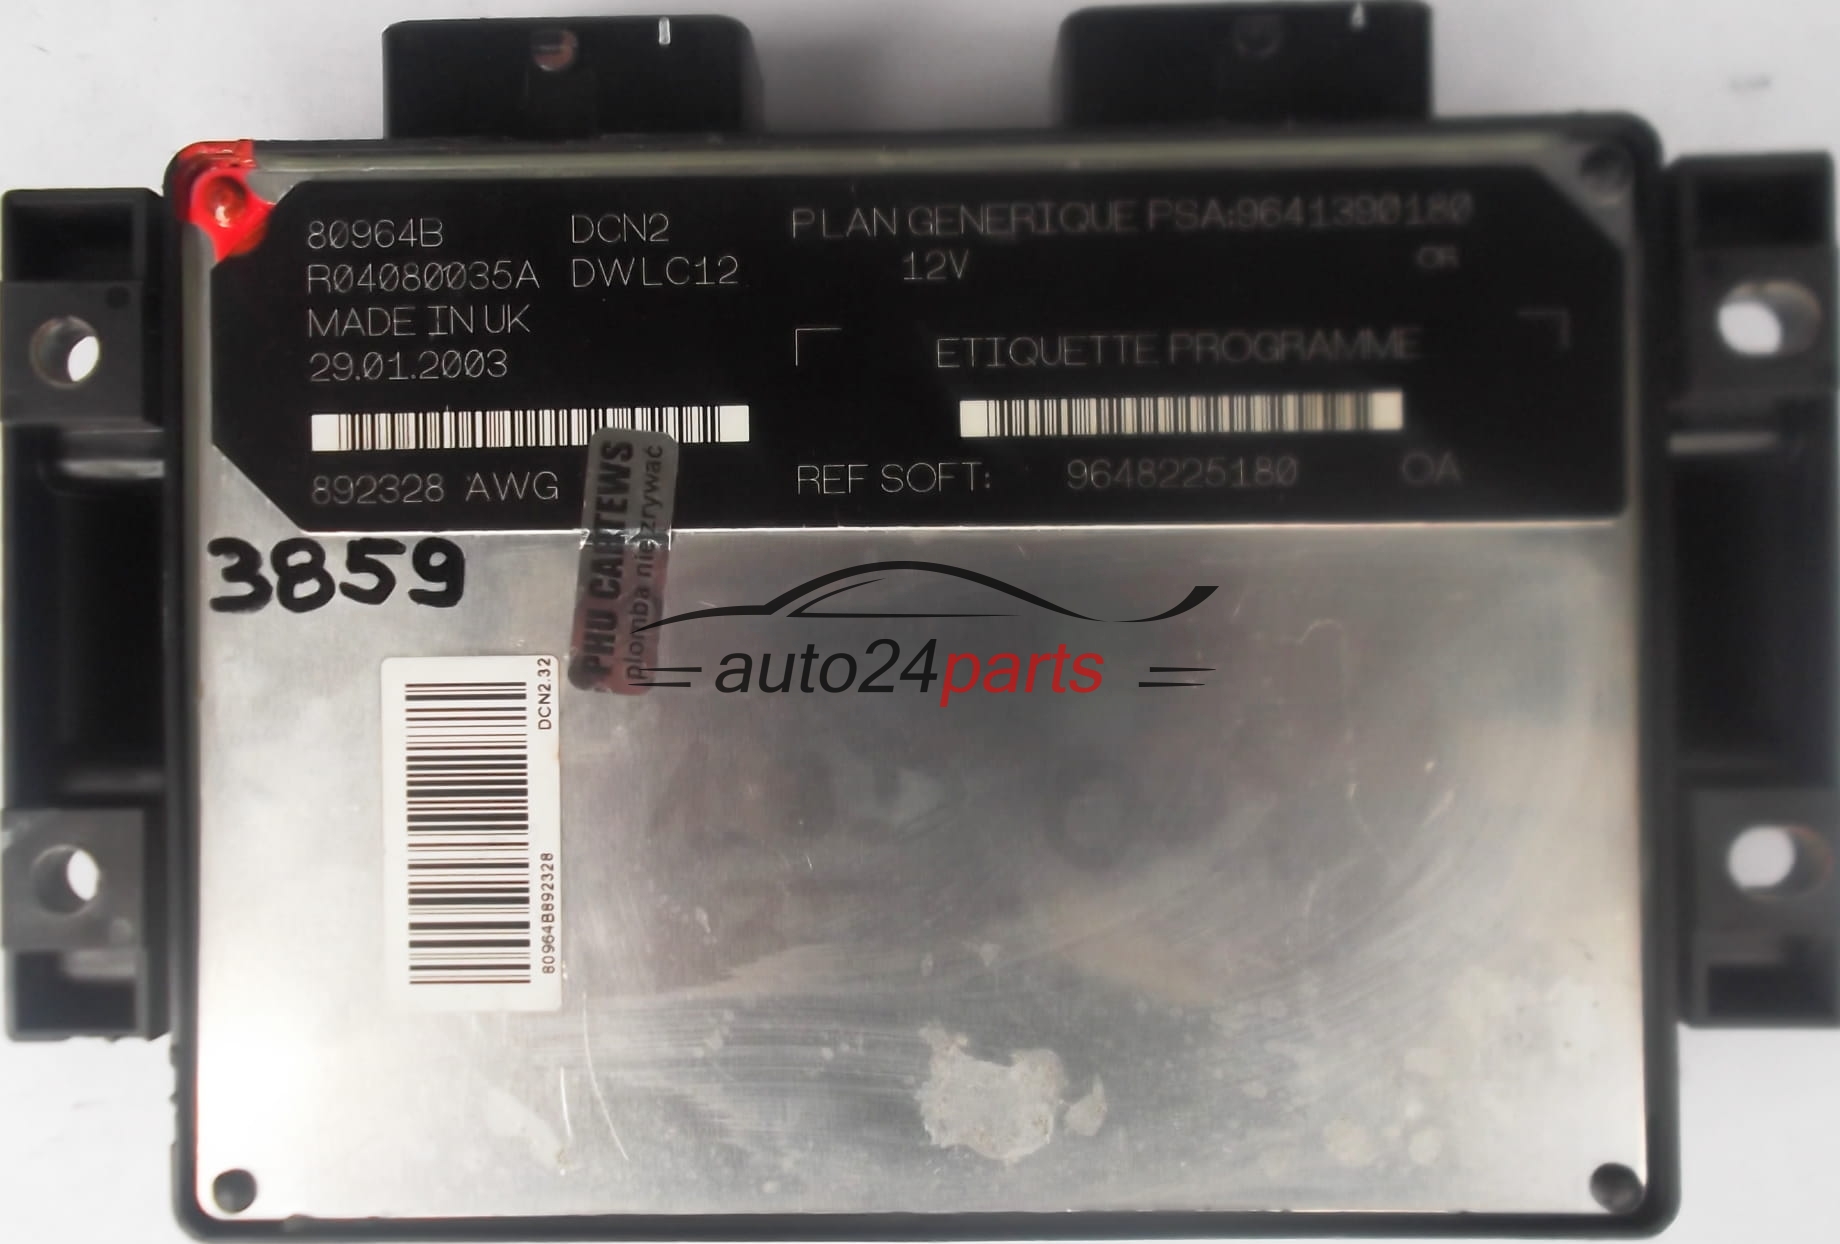 80964B DCN2 PLAN GENERIQUE PSA:9641390180
R04080035A DWLC12 12V OR
MADE IN UK
29.01.2003 ETIQUETTE PROGRAMME
892328 AWG REF SOFT: 9648225180 OA
3859
PHU CARTEWS
plomba nie zrywać
auto24parts
DCN2.32
80964B892328